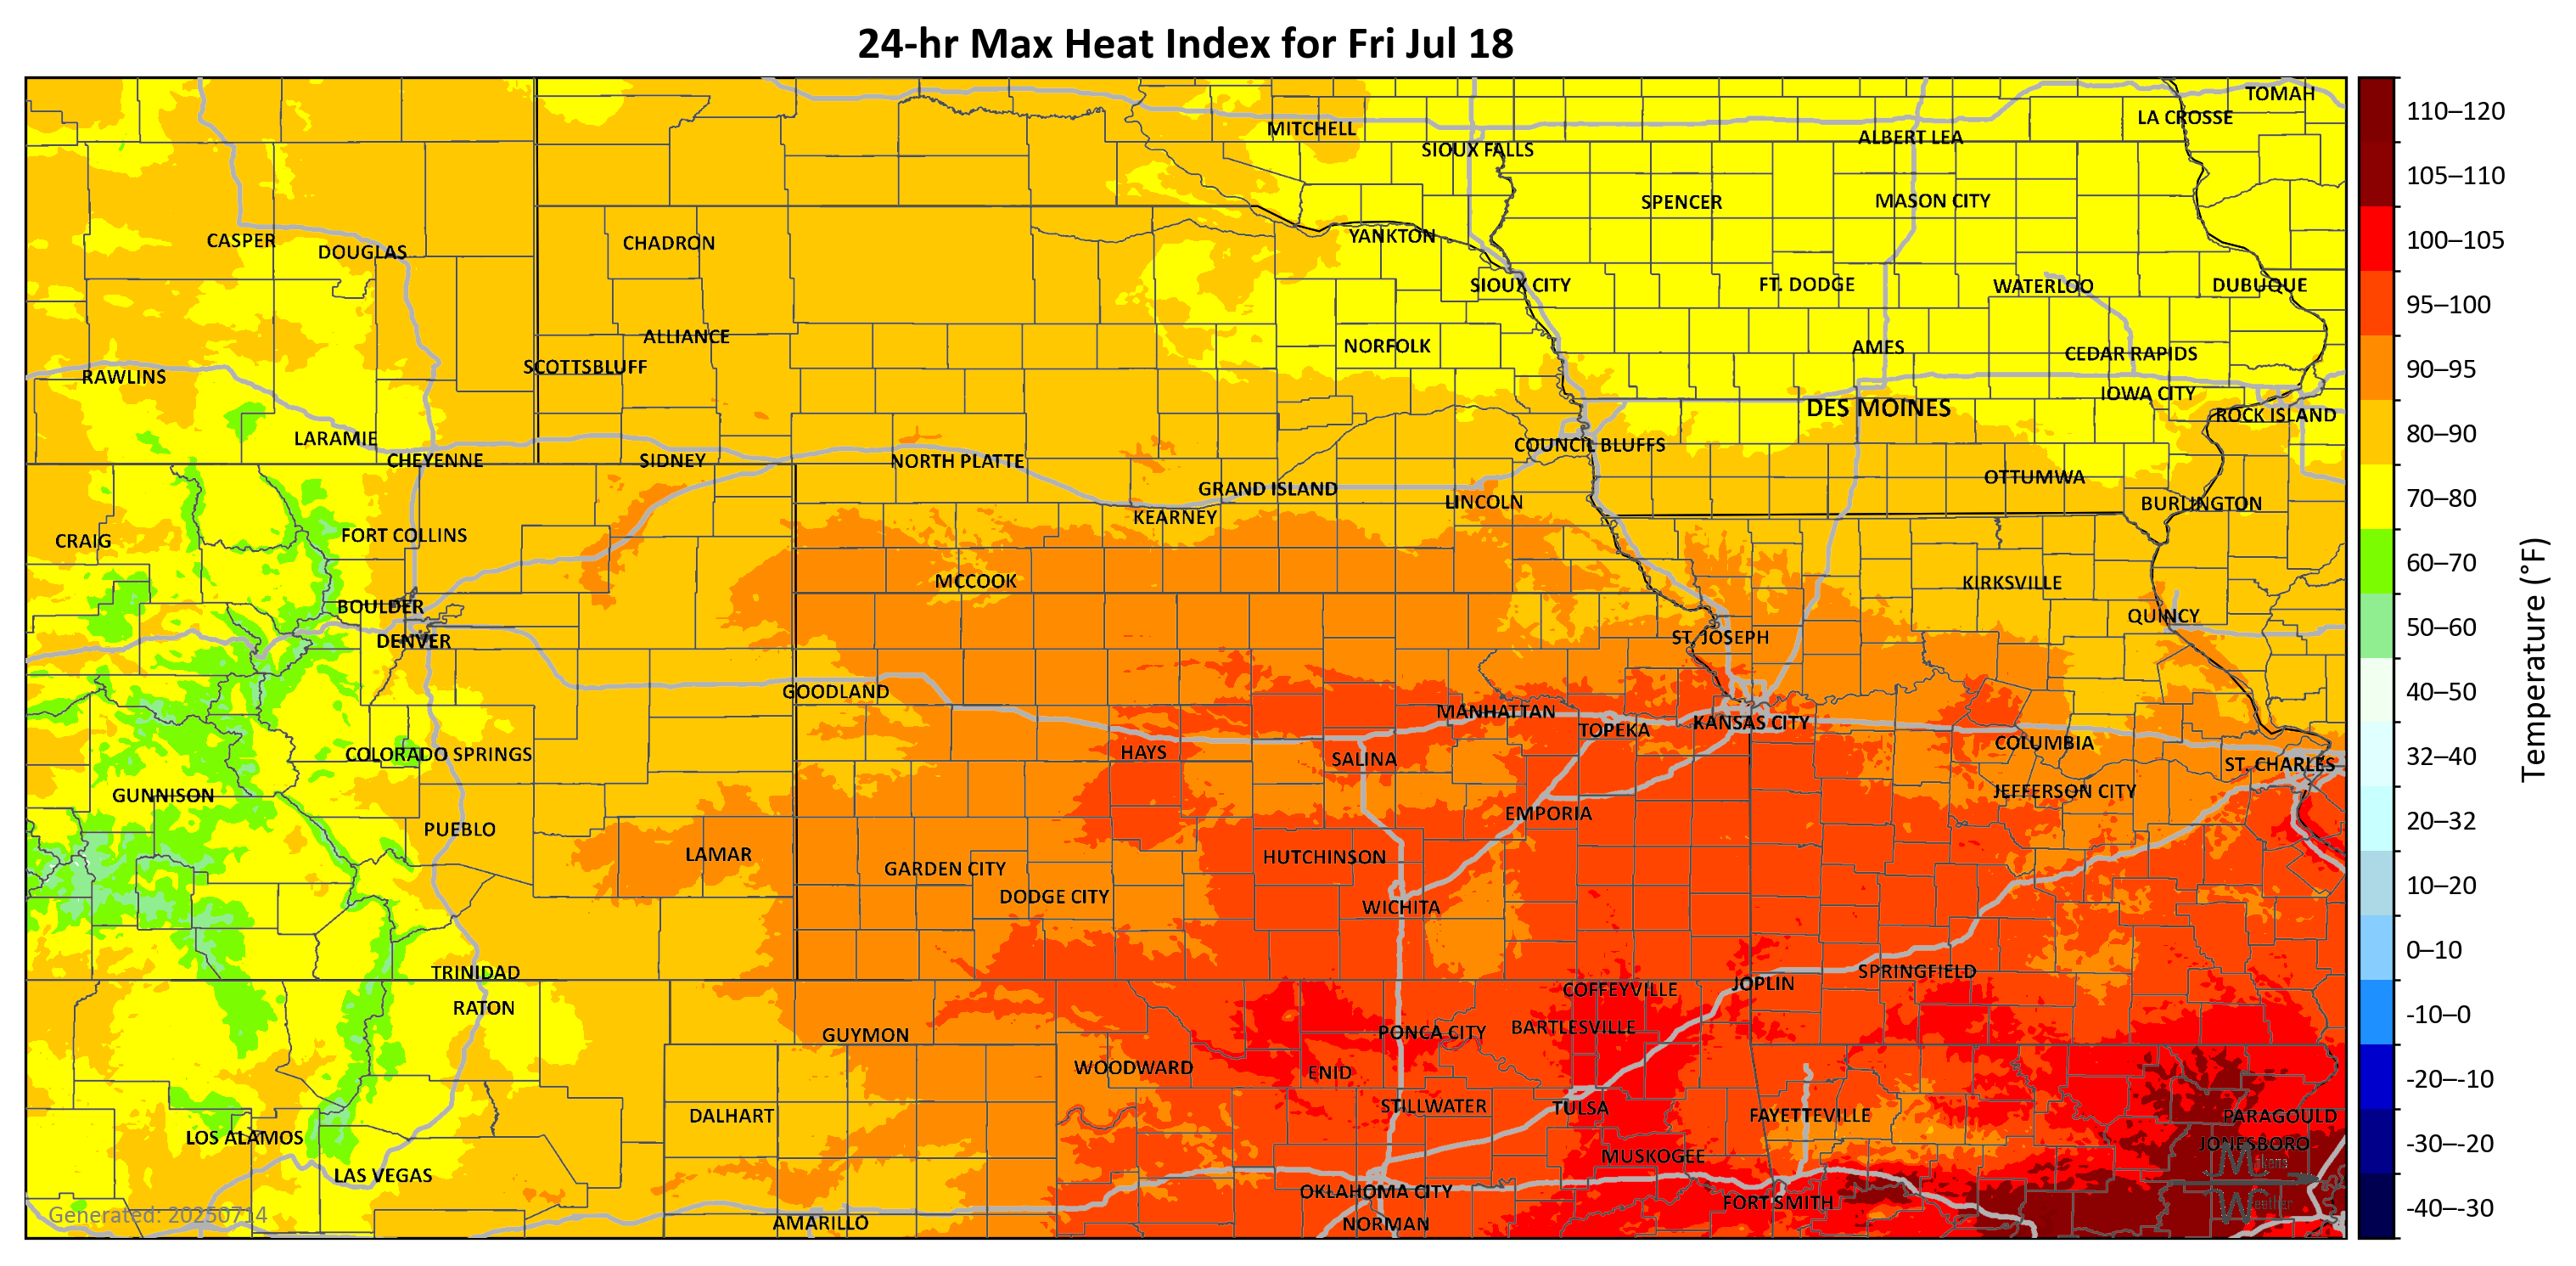 24-hr Max Heat Index for Fri Jul 18
TOMAH
LA CROSSE
MITCHELL
ALBERT LEA
SIOUX FALLS
SPENCER
MASON CITY
YANKTON
CASPER
CHADRON
DOUGLAS
SIOUX CITY
FT. DODGE
WATERLOO
DUBUQUE
ALLIANCE
NORFOLK
AMES
CEDAR RAPIDS
SCOTTSBLUFF
RAWLINS
IOWA CITY
DES MOINES
ROCK ISLAND
LARAMIE
COUNCIL BLUFFS
CHEYENNE
SIDNEY
NORTH PLATTE
OTTUMWA
GRAND ISLAND
LINCOLN
BURLINGTON
KEARNEY
FORT COLLINS
CRAIG
MCCOOK
KIRKSVILLE
BOULDER
QUINCY
DENVER
ST. JOSEPH
GOODLAND
MANHATTAN
KANSAS CITY
TOPEKA
COLUMBIA
COLORADO SPRINGS
HAYS
SALINA
ST. CHARLES
GUNNISON
JEFFERSON CITY
EMPORIA
PUEBLO
LAMAR
HUTCHINSON
GARDEN CITY
DODGE CITY
WICHITA
TRINIDAD
SPRINGFIELD
JOPLIN
COFFEYVILLE
RATON
GUYMON
PONCA CITY
BARTLESVILLE
WOODWARD
ENID
STILLWATER
TULSA
DALHART
FAYETTEVILLE
PARAGOULD
LOS ALAMOS
JONESBORO
MUSKOGEE
LAS VEGAS
OKLAHOMA CITY
FORT SMITH
AMARILLO
NORMAN
Generated: 20250714
Makens
Weather
110–120
105–110
100–105
95–100
90–95
80–90
70–80
60–70
50–60
40–50
32–40
20–32
10–20
0–10
-10–0
-20–-10
-30–-20
-40–-30
Temperature (°F)